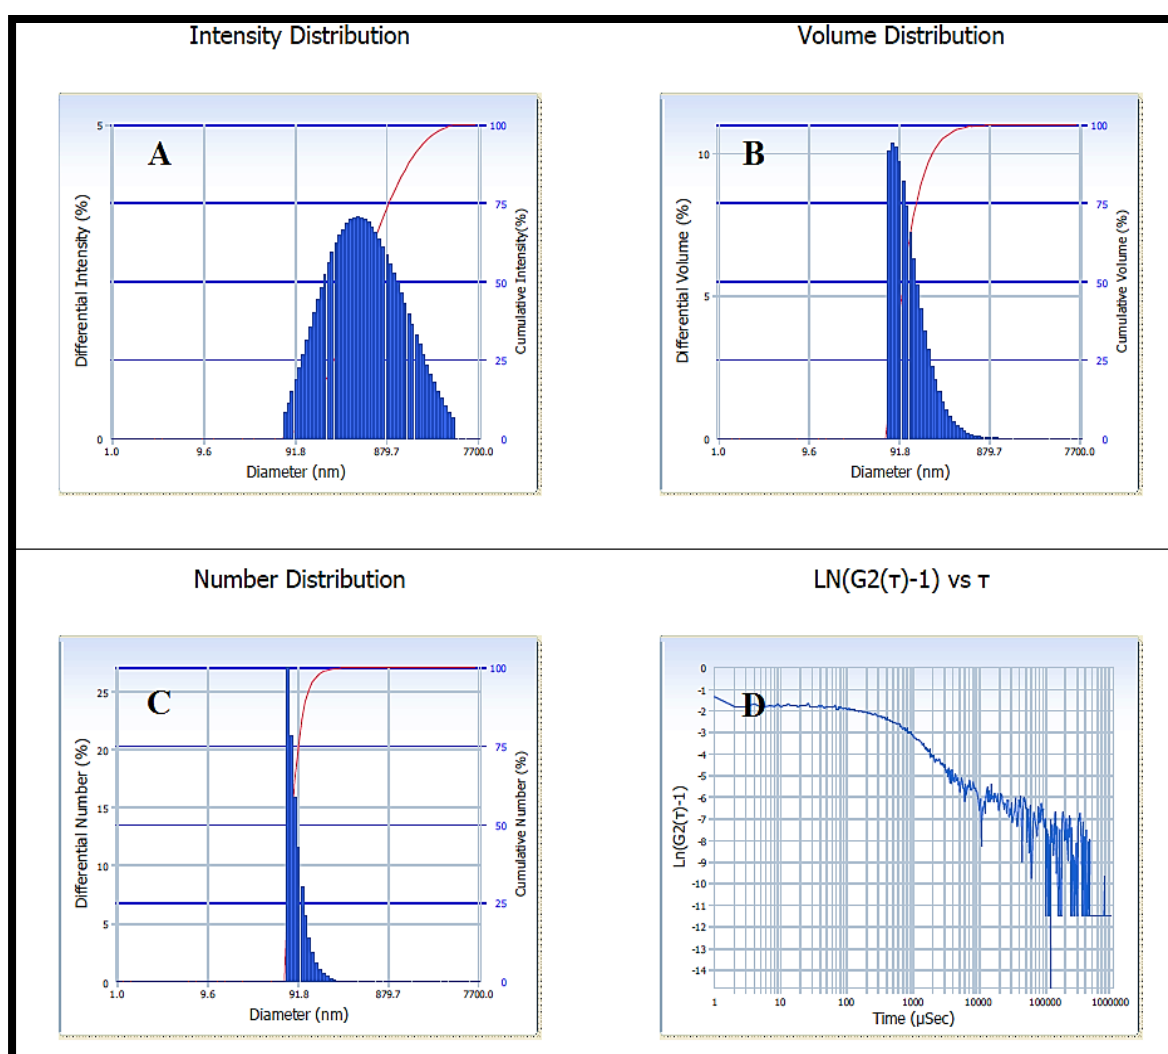 Intensity Distribution
Volume Distribution
A
5
0
100
75
50
25
0
Differential Intensity (%)
Cumulative Intensity(%)
1.0 9.6 91.8 879.7 7700.0
Diameter (nm)
B
10
5
0
100
75
50
25
0
Differential Volume (%)
Cumulative Volume (%)
1.0 9.6 91.8 879.7 7700.0
Diameter (nm)
Number Distribution
LN(G2(τ)-1) vs τ
C
25
20
15
10
5
0
100
75
50
25
0
Differential Number (%)
Cumulative Number (%)
1.0 9.6 91.8 879.7 7700.0
Diameter (nm)
D
0
-1
-2
-3
-4
-5
-6
-7
-8
-9
-10
-11
-12
-13
-14
Ln(G2(τ)-1)
1 10 100 1000 10000 100000 1000000
Time (µSec)